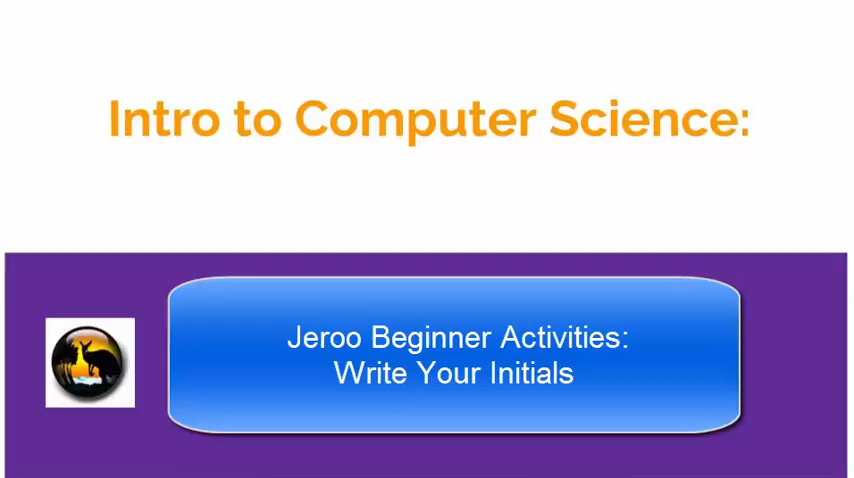 Intro to Computer Science:
Jeroo Beginner Activities:
Write Your Initials